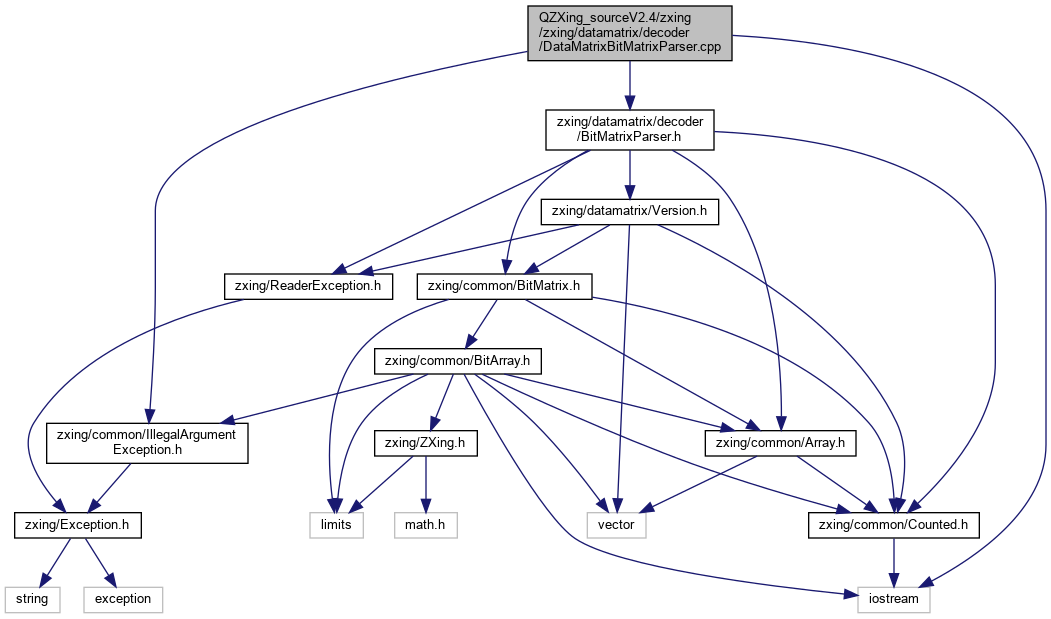 QZXing_sourceV2.4/zxing
/zxing/datamatrix/decoder
/DataMatrixBitMatrixParser.cpp
zxing/datamatrix/decoder
/BitMatrixParser.h
zxing/datamatrix/Version.h
zxing/ReaderException.h
zxing/common/BitMatrix.h
zxing/common/BitArray.h
zxing/common/IllegalArgument
Exception.h
zxing/ZXing.h
zxing/common/Array.h
zxing/Exception.h
limits
math.h
vector
zxing/common/Counted.h
string
exception
iostream